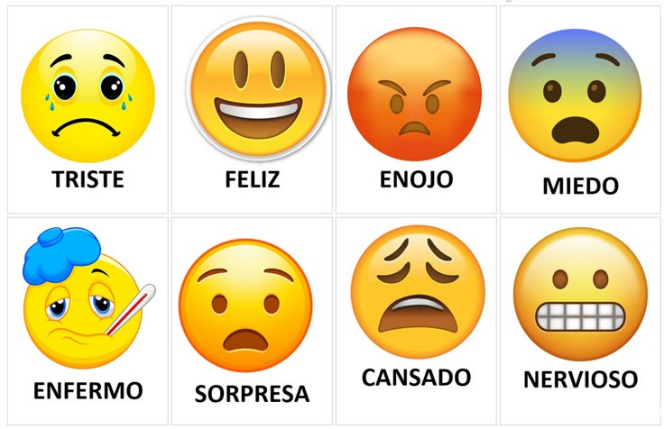 TRISTE
FELIZ
ENOJO
MIEDO
ENFERMO
SORPRESA
CANSADO
NERVIOSO